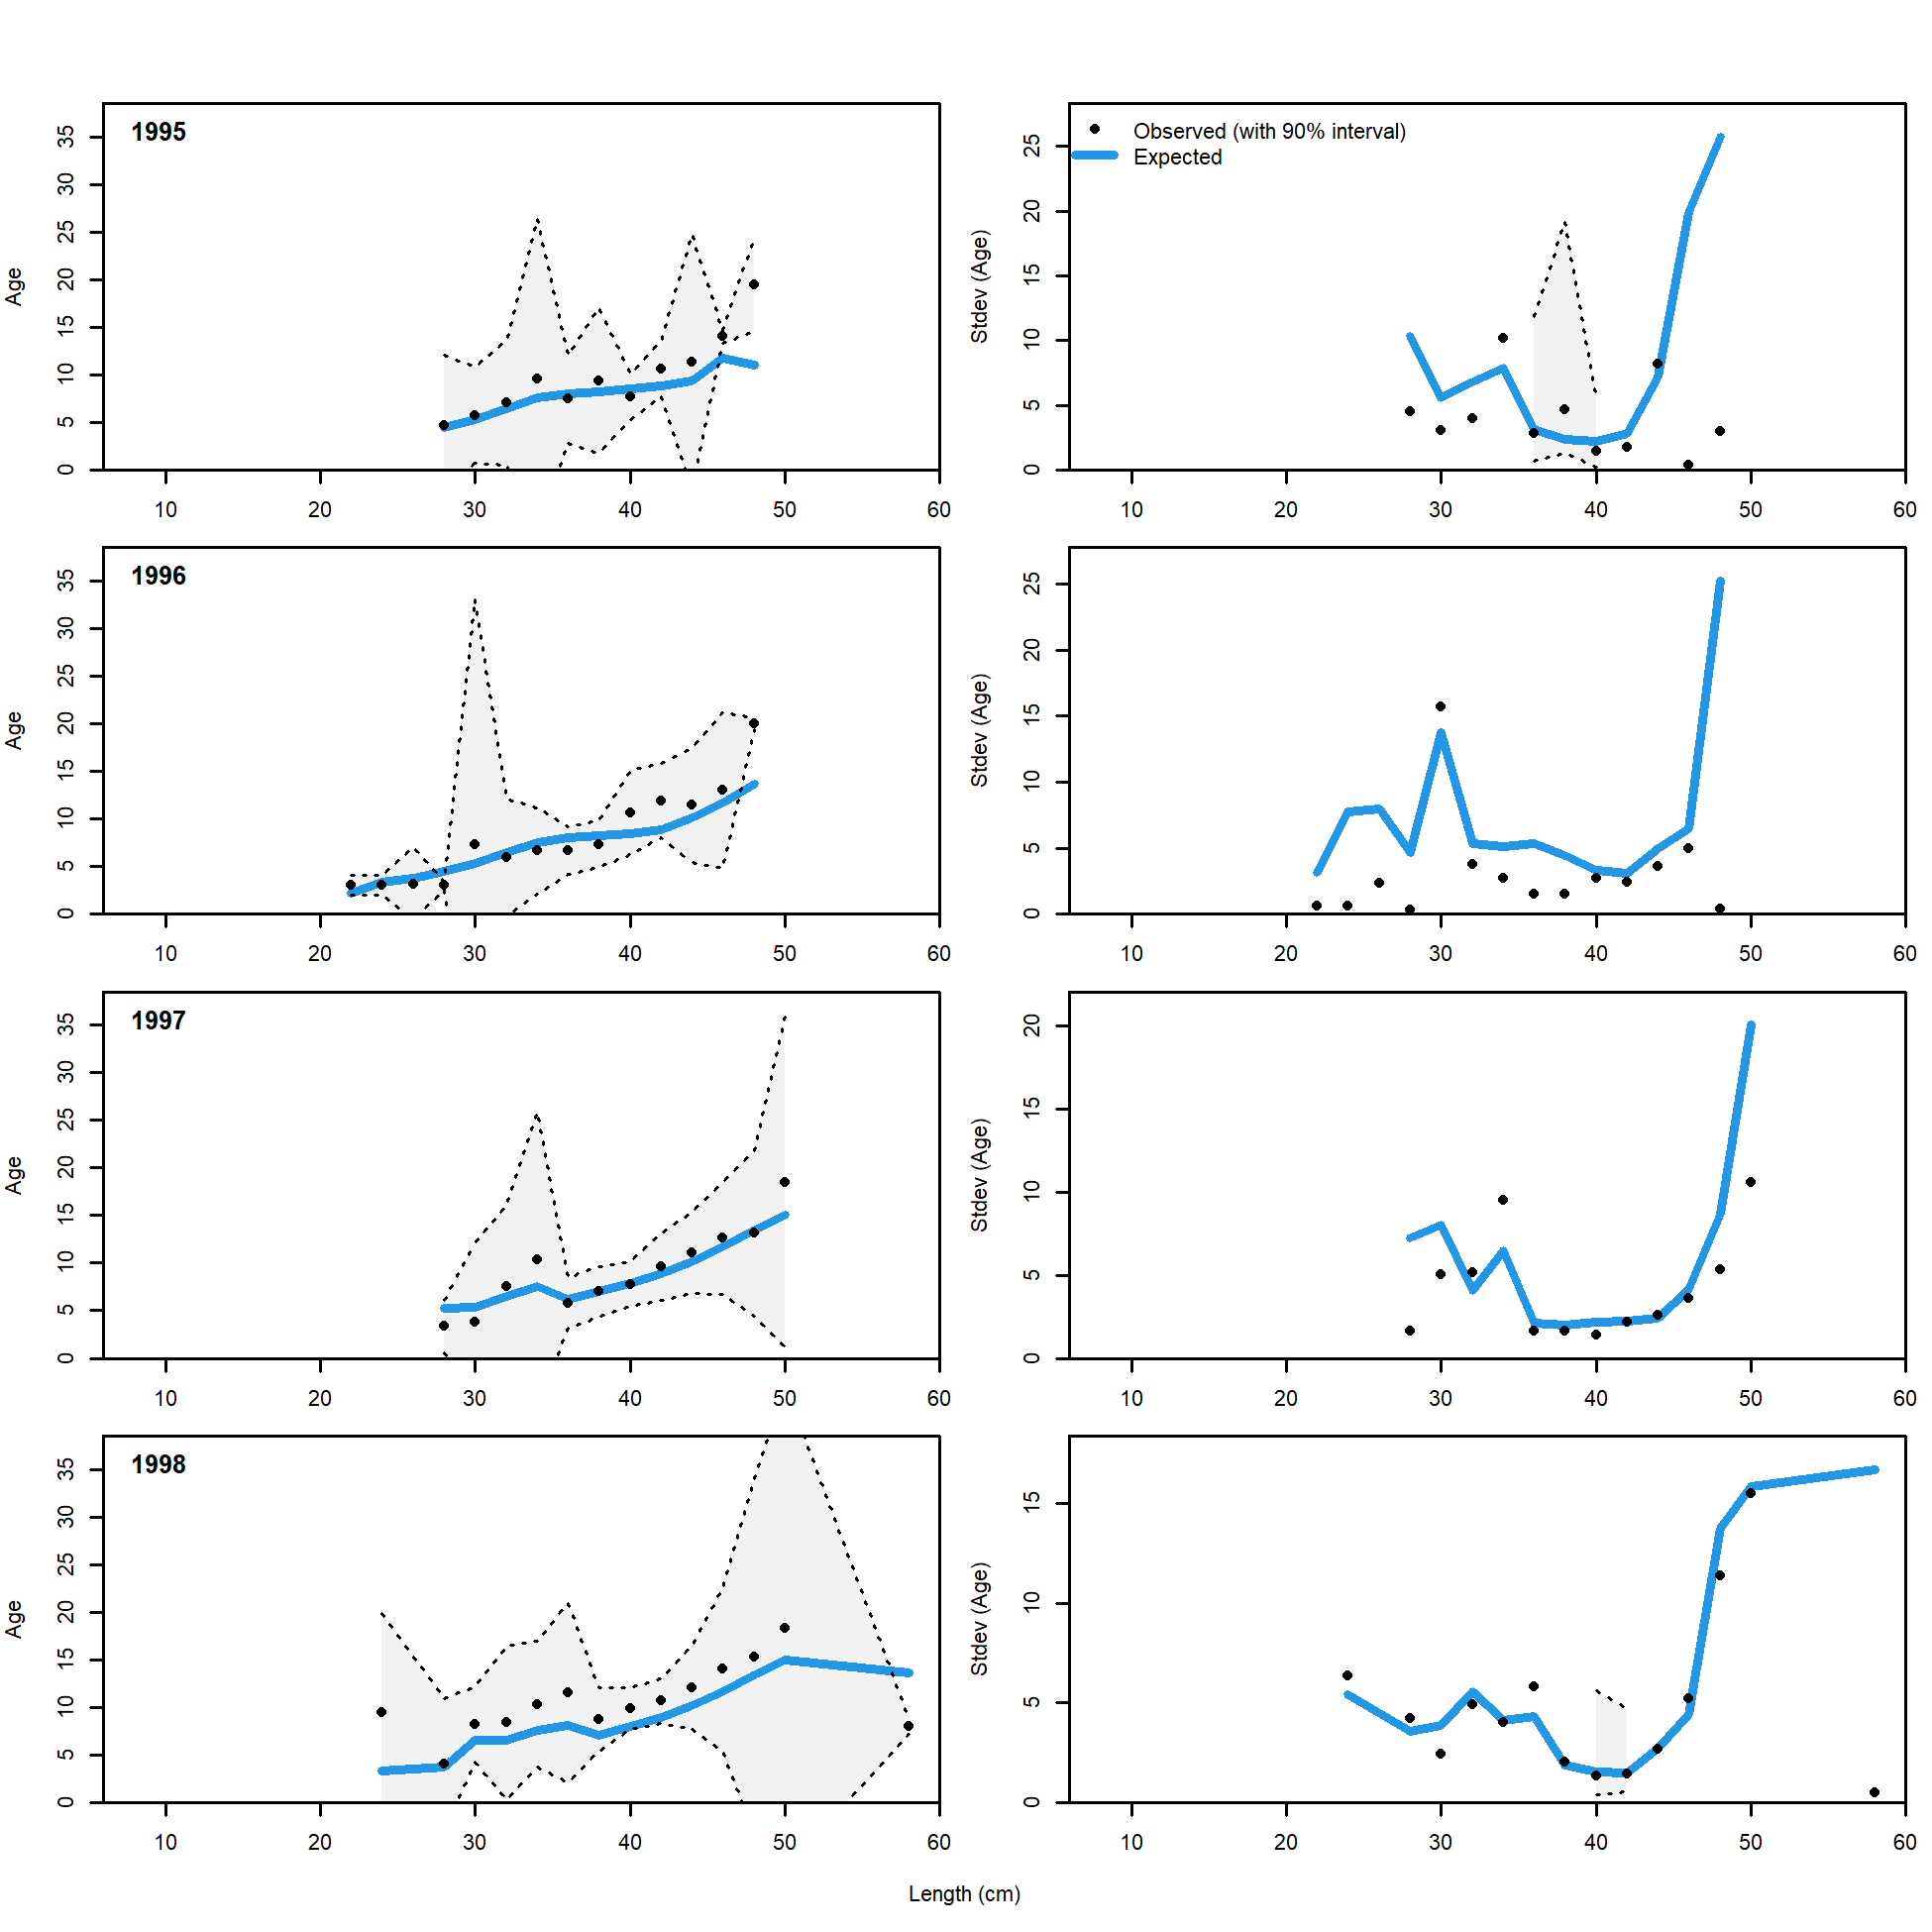 1995
Age
0 5 10 15 20 25 30 35
10 20 30 40 50 60
Observed (with 90% interval)
Expected
Stdev (Age)
0 5 10 15 20 25
10 20 30 40 50 60
1996
Age
0 5 10 15 20 25 30 35
10 20 30 40 50 60
Stdev (Age)
0 5 10 15 20 25
10 20 30 40 50 60
1997
Age
0 5 10 15 20 25 30 35
10 20 30 40 50 60
Stdev (Age)
0 5 10 15 20
10 20 30 40 50 60
1998
Age
0 5 10 15 20 25 30 35
10 20 30 40 50 60
Stdev (Age)
0 5 10 15
10 20 30 40 50 60
Length (cm)